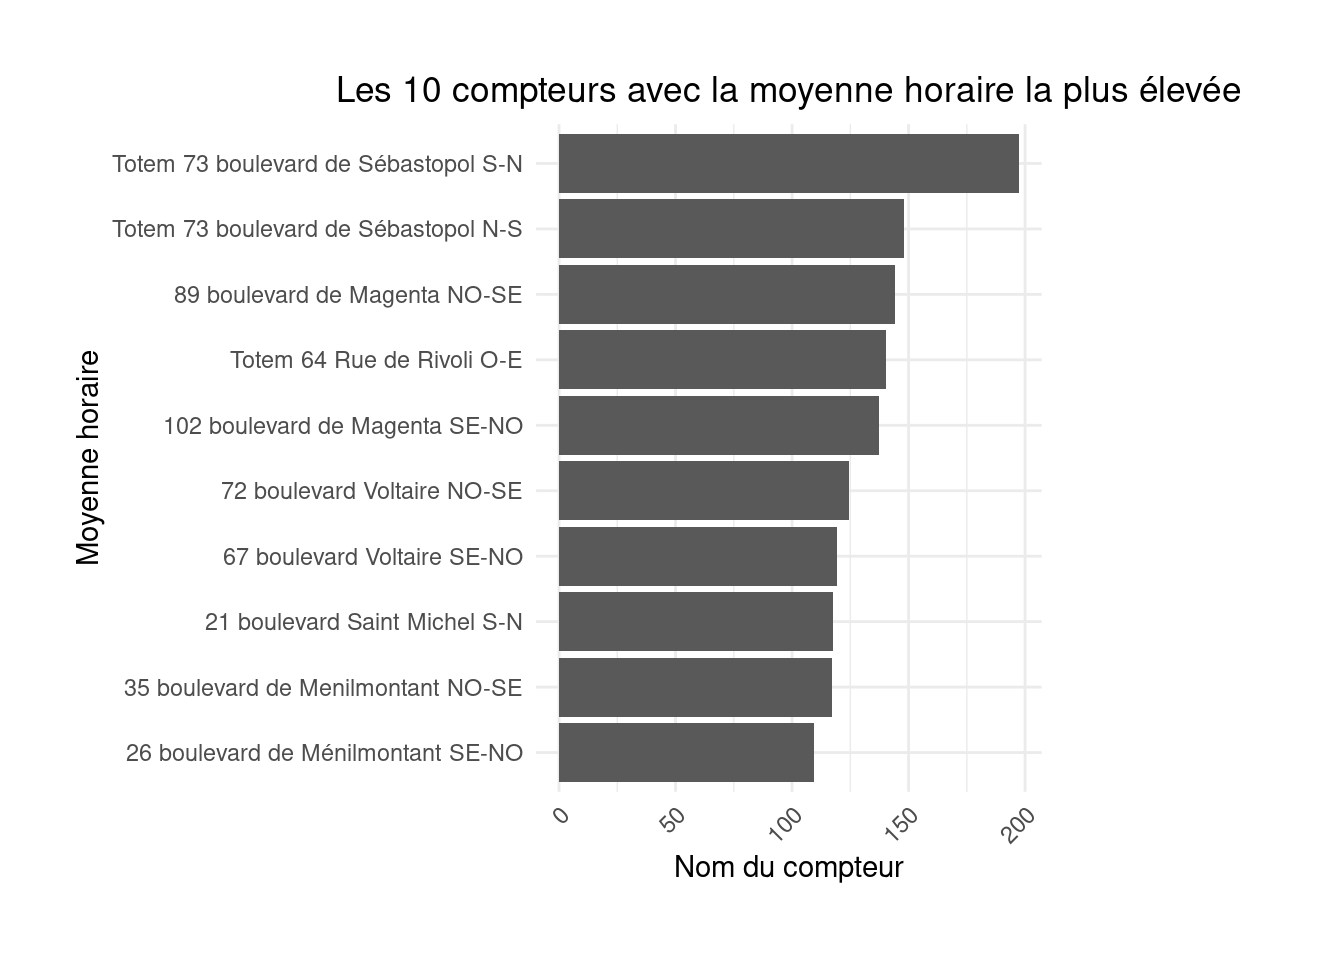 Les 10 compteurs avec la moyenne horaire la plus élevée
Totem 73 boulevard de Sébastopol S-N
Totem 73 boulevard de Sébastopol N-S
89 boulevard de Magenta NO-SE
Totem 64 Rue de Rivoli O-E
102 boulevard de Magenta SE-NO
72 boulevard Voltaire NO-SE
67 boulevard Voltaire SE-NO
21 boulevard Saint Michel S-N
35 boulevard de Menilmontant NO-SE
26 boulevard de Ménilmontant SE-NO
Moyenne horaire
0
50
100
150
200
Nom du compteur